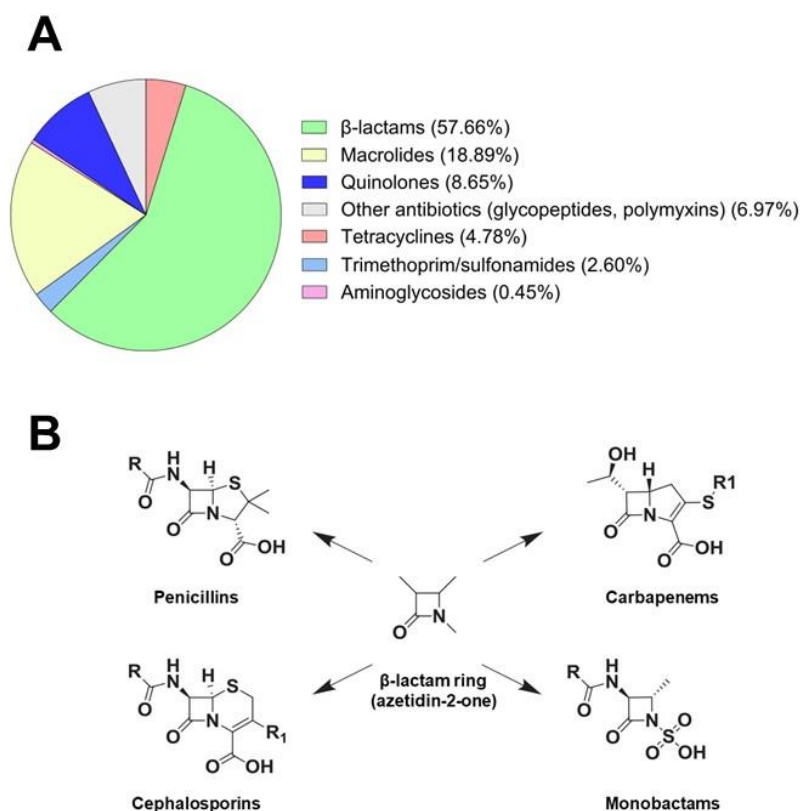 A
β-lactams (57.66%)
Macrolides (18.89%)
Quinolones (8.65%)
Other antibiotics (glycopeptides, polymyxins) (6.97%)
Tetracyclines (4.78%)
Trimethoprim/sulfonamides (2.60%)
Aminoglycosides (0.45%)
B
R
H
N
O
H
S
O
N
O
OH
Penicillins
OH
H
O
N
S
R1
O
OH
Carbapenems
O
N
β-lactam ring
(azetidin-2-one)
R
H
N
O
H
S
O
N
R1
O
OH
Cephalosporins
R
H
N
O
O
N
S
O
O
OH
Monobactams